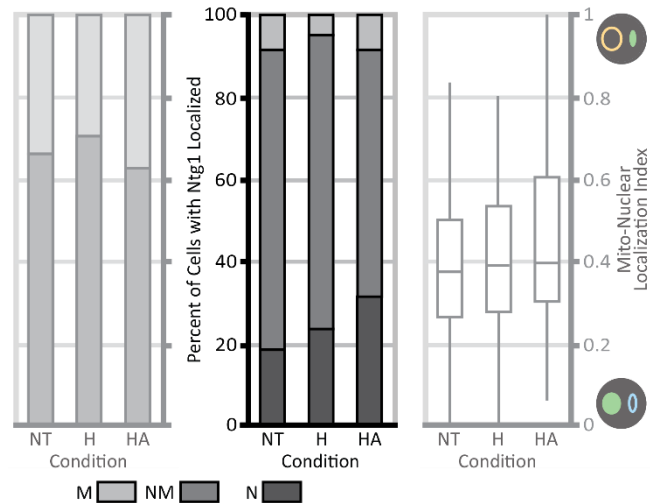 100
80
60
40
20
0
Percent of Cells with Ntg1 Localized
1
0.8
0.6
0.4
0.2
0
Mito-Nuclear
Localization Index
NT H HA
Condition
NT H HA
Condition
NT H HA
Condition
M NM N